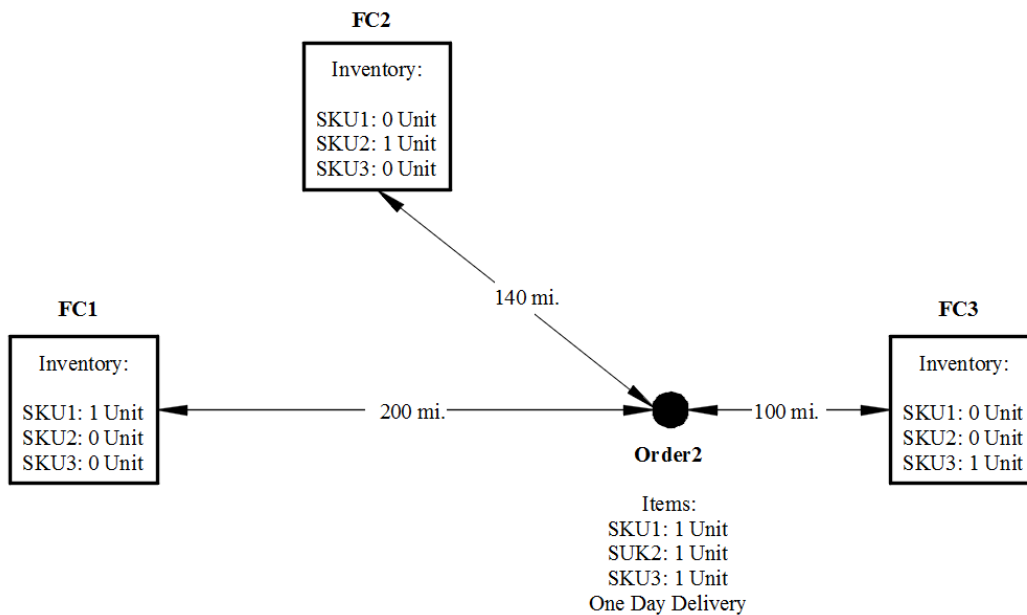 FC2
Inventory:
SKU1: 0 Unit
SKU2: 1 Unit
SKU3: 0 Unit
140 mi.
FC1
Inventory:
SKU1: 1 Unit
SKU2: 0 Unit
SKU3: 0 Unit
200 mi.
100 mi.
FC3
Inventory:
SKU1: 0 Unit
SKU2: 0 Unit
SKU3: 1 Unit
Order2
Items:
SKU1: 1 Unit
SUK2: 1 Unit
SKU3: 1 Unit
One Day Delivery